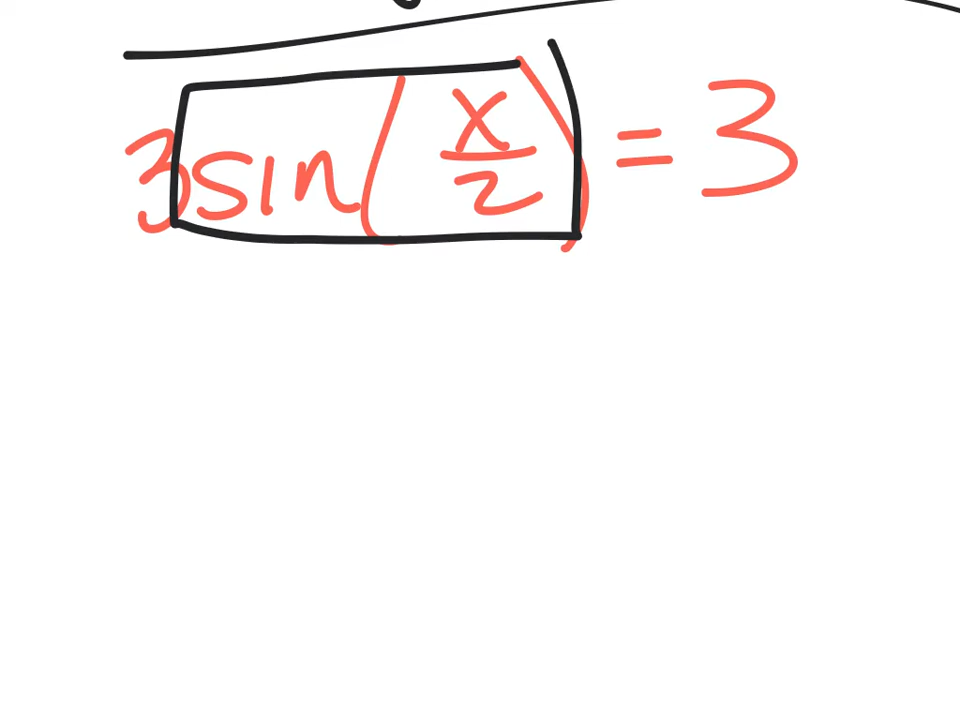 3sin(x/2) = 3